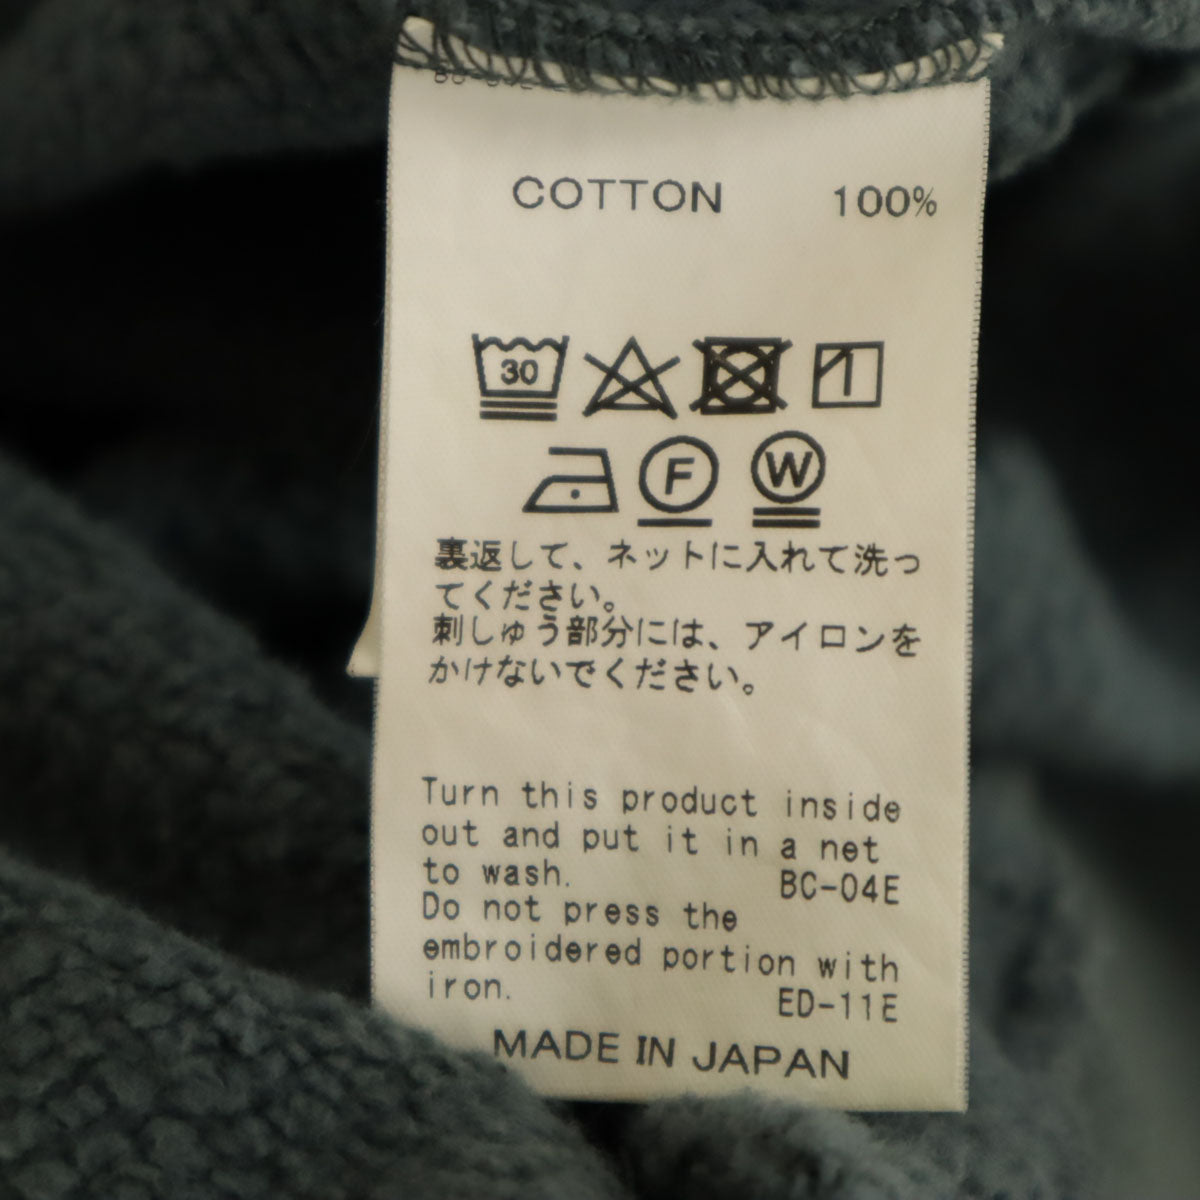 COTTON 100%
30
F W
裏返して、ネットに入れて洗っ
てください。
刺しゅう部分には、アイロンを
かけないでください。
Turn this product inside
out and put it in a net
to wash. BC-04E
Do not press the
embroidered portion with
iron. ED-11E
MADE IN JAPAN